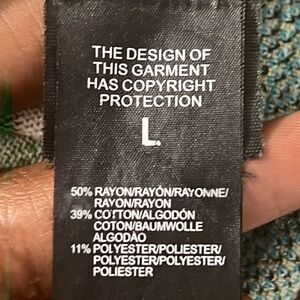 THE DESIGN OF
THIS GARMENT
HAS COPYRIGHT
PROTECTION
L
50% RAYON/RAYÓN/RAYONNE/
RAYON/RAYON
39% COTTON/ALGODÓN
COTON/BAUMWOLLE
ALGODÃO
11% POLYESTER/POLIESTER/
POLYESTER/POLYESTER/
POLIESTER